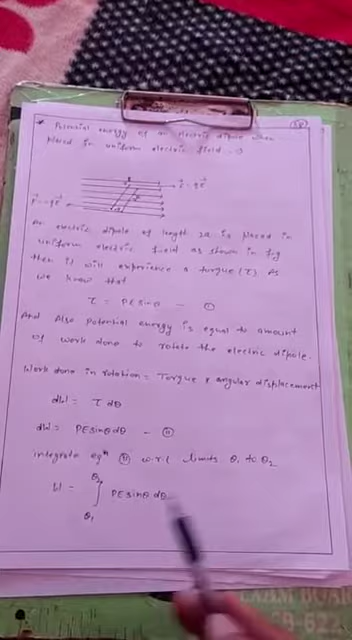 * Potential energy of an electric dipole when
placed in uniform electric field :)
F⃗ = qE⃗
F⃗ = -qE⃗
An electric dipole of length 2a is placed in
uniform electric field as shown in fig
then it will experience a torque (τ) As
we know that
τ = PE sinθ — ①
And Also potential energy is equal to amount
of work done to rotate the electric dipole.
Work done in rotation = Torque x angular displacement
dW = τ dθ
dW = PE sinθ dθ — ②
integrate eqⁿ ② w.r.t limits θ₁ to θ₂
W = ∫ PE sinθ dθ
θ₂
θ₁
EXAM BOARD